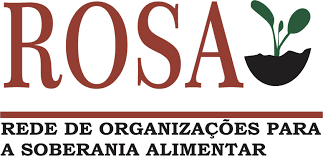 ROSA
REDE DE ORGANIZAÇÕES PARA
A SOBERANIA ALIMENTAR